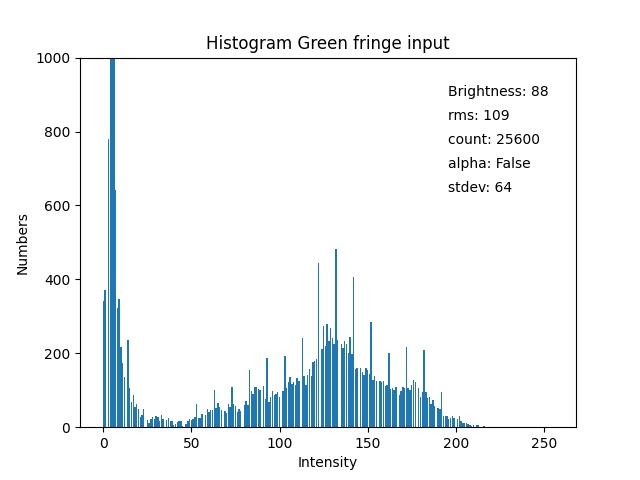 Histogram Green fringe input
Brightness: 88
rms: 109
count: 25600
alpha: False
stdev: 64
Numbers
1000
800
600
400
200
0
0 50 100 150 200 250
Intensity